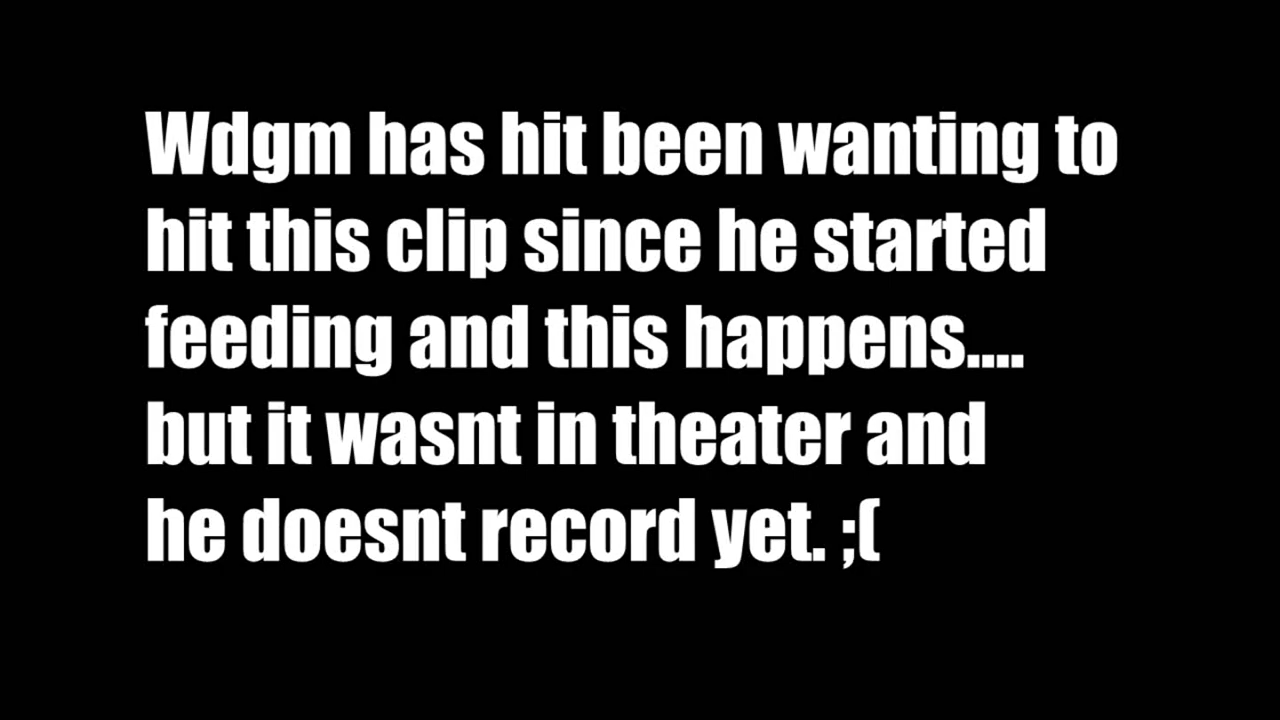 Wdgm has hit been wanting to
hit this clip since he started
feeding and this happens....
but it wasnt in theater and
he doesnt record yet. ;(